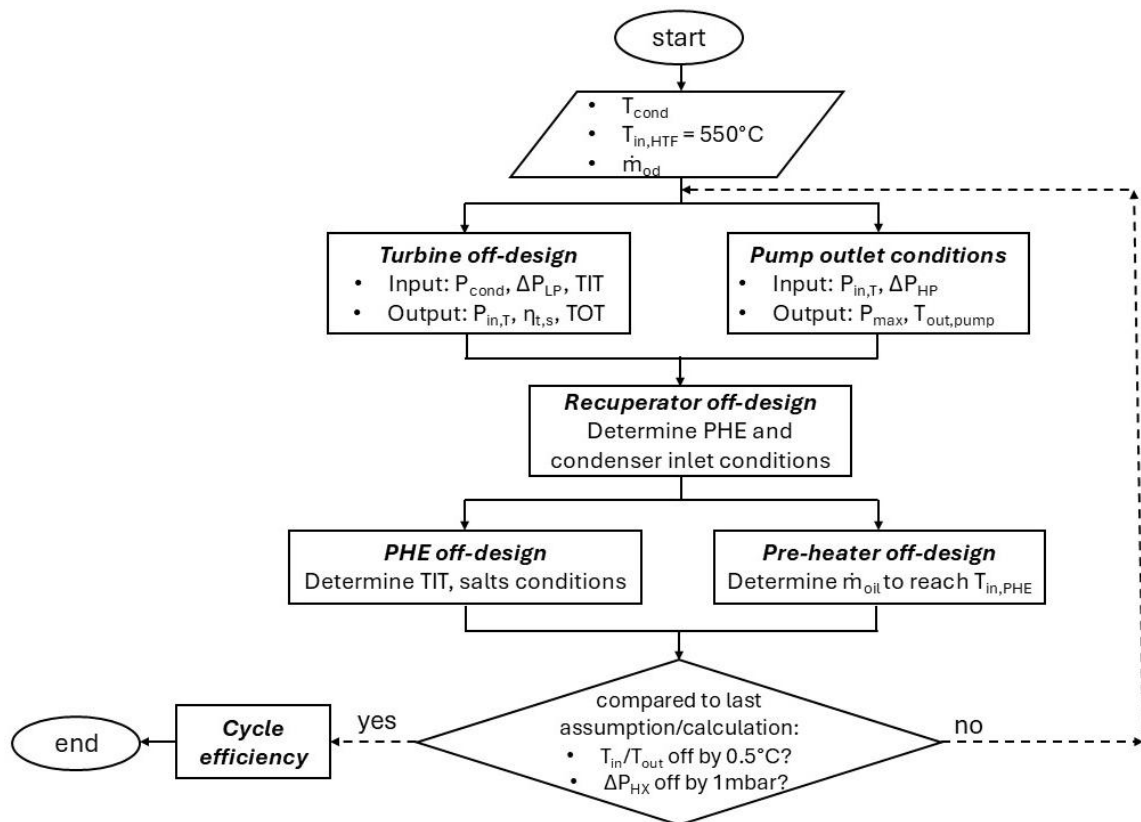 start
• T_cond
• T_in,HTF = 550°C
• ṁ_od
Turbine off-design
• Input: P_cond, ΔP_LP, TIT
• Output: P_in,T, η_t,s, TOT
Pump outlet conditions
• Input: P_in,T, ΔP_HP
• Output: P_max, T_out,pump
Recuperator off-design
Determine PHE and
condenser inlet conditions
PHE off-design
Determine TIT, salts conditions
Pre-heater off-design
Determine ṁ_oil to reach T_in,PHE
compared to last
assumption/calculation:
• T_in/T_out off by 0.5°C?
• ΔP_HX off by 1mbar?
yes
no
Cycle
efficiency
end